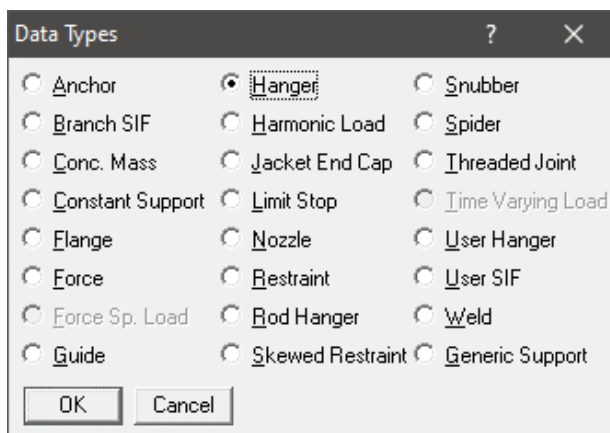 Data Types ? ×
Anchor Hanger Snubber
Branch SIF Harmonic Load Spider
Conc. Mass Jacket End Cap Threaded Joint
Constant Support Limit Stop Time Varying Load
Flange Nozzle User Hanger
Force Restraint User SIF
Force Sp. Load Rod Hanger Weld
Guide Skewed Restraint Generic Support
OK Cancel